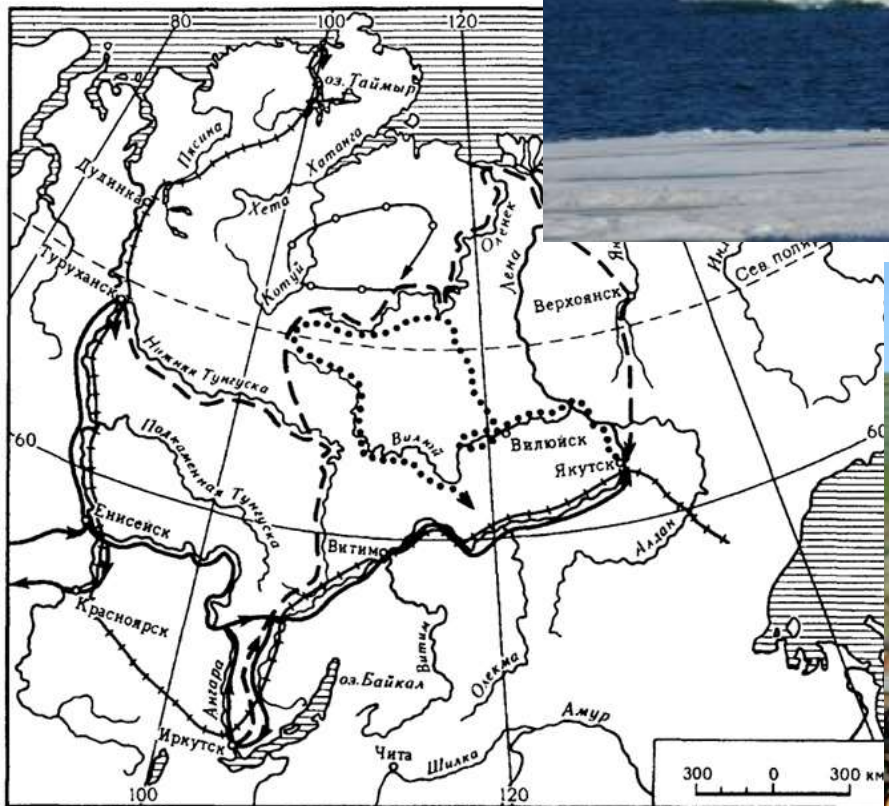 80
100
120
оз. Таймыр
Пясина
Хатанга
Дудинка
Хета
Оленек
Туруханск
Котуй
Лена
Верхоянск
Сев поляр
Нижняя Тунгуска
60
Подкаменная Тунгуска
Вилюй
Вилюйск
60
Якутск
Енисейск
Витим
Алдан
Красноярск
Ангара
оз. Байкал
Витим
Олекма
Иркутск
Чита
Шилка
Амур
100
120
300 0 300 км